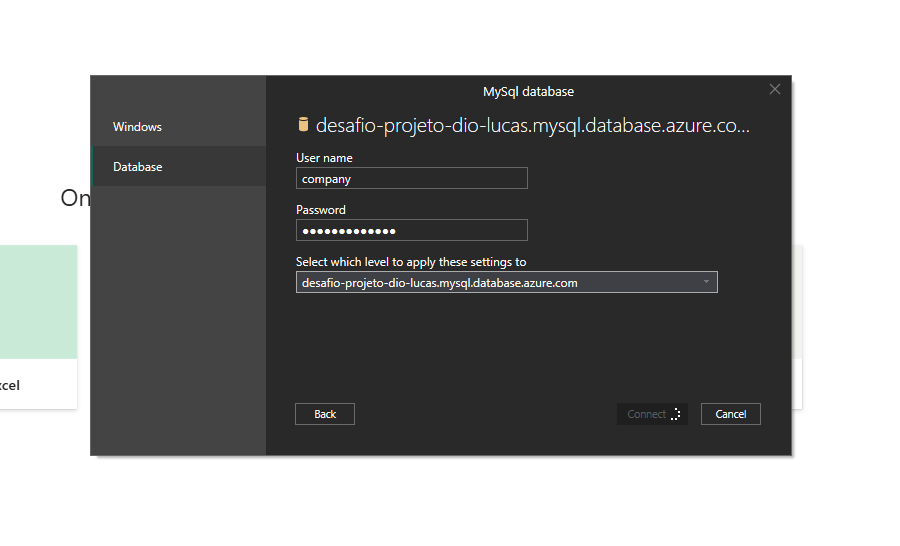 MySql database
Windows
Database
desafio-projeto-dio-lucas.mysql.database.azure.co...
User name
company
Password
●●●●●●●●●●●●●
Select which level to apply these settings to
desafio-projeto-dio-lucas.mysql.database.azure.com
Back
Connect
Cancel
On
xcel